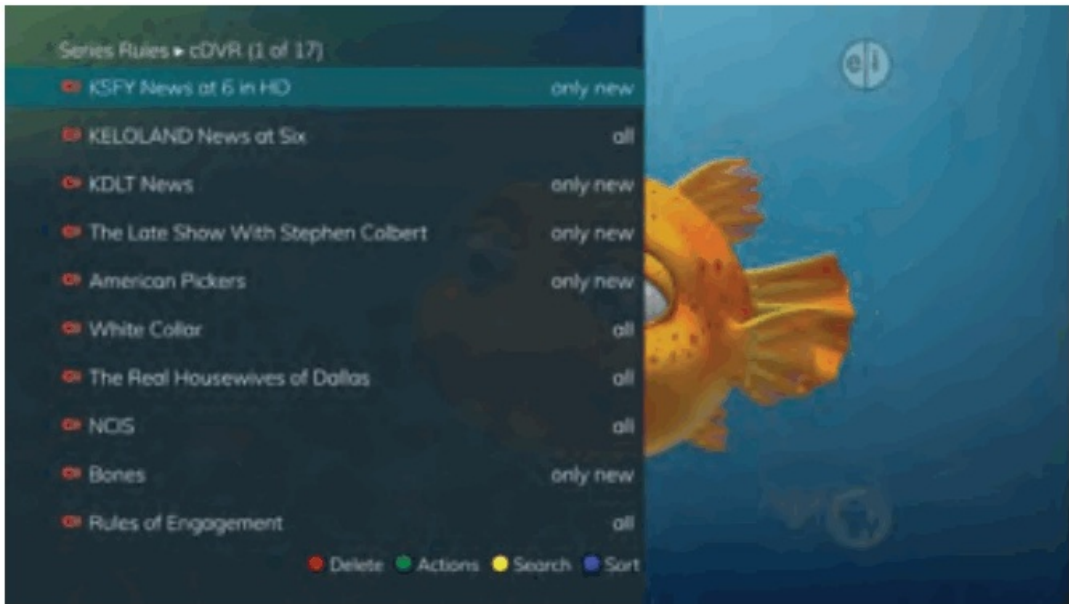 Series Rules ▸ cDVR (1 of 17)
KSFY News at 6 in HD only new
KELOLAND News at Six all
KDLT News only new
The Late Show With Stephen Colbert only new
American Pickers only new
White Collar all
The Real Housewives of Dallas all
NCIS all
Bones only new
Rules of Engagement all
Delete Actions Search Sort
e i